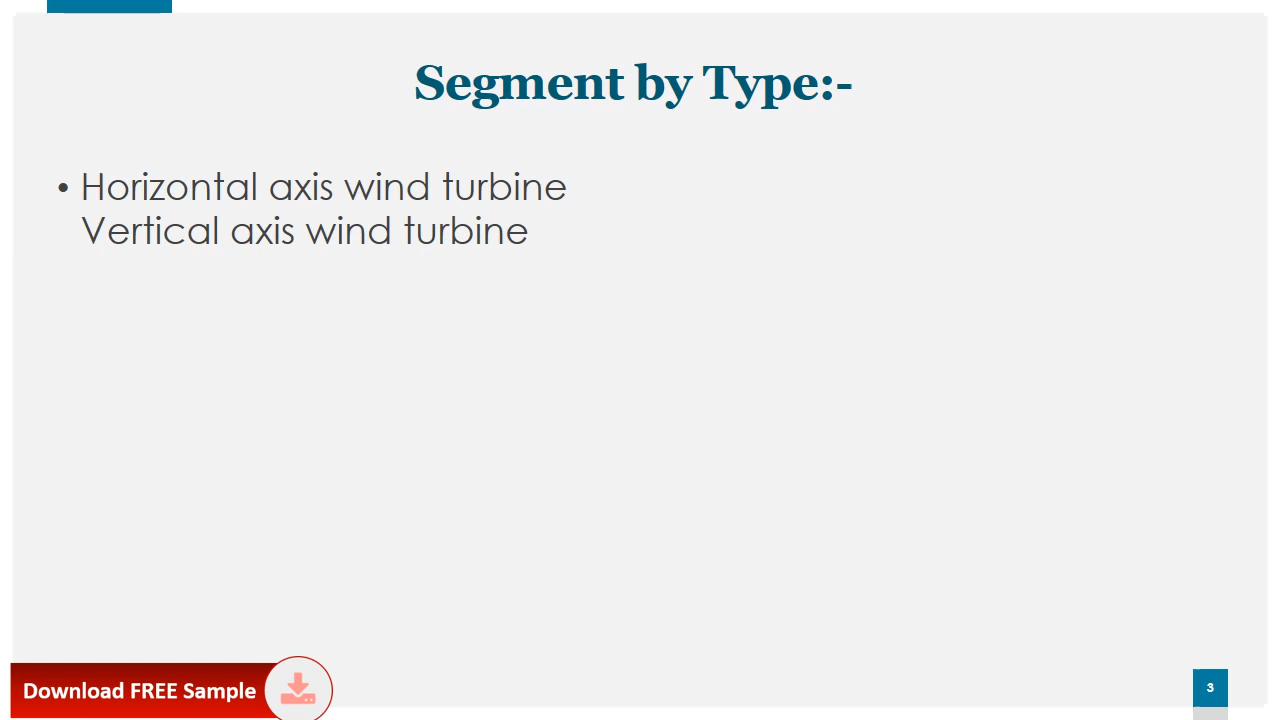 Segment by Type:-
• Horizontal axis wind turbine
Vertical axis wind turbine
Download FREE Sample
3